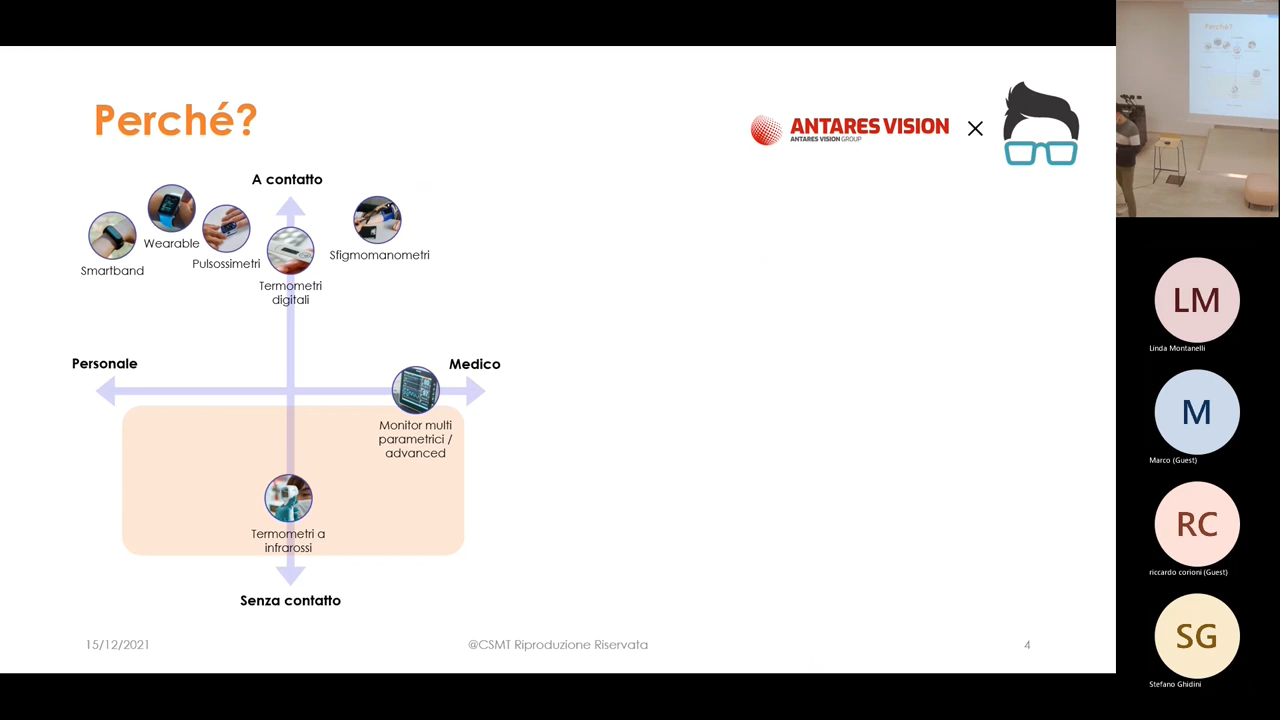 Perché?
ANTARES VISION
ANTARES VISION GROUP
A contatto
Smartband
Wearable
Pulsossimetri
Termometri
digitali
Sfigmomanometri
Personale
Medico
Monitor multi
parametrici /
advanced
Termometri a
infrarossi
Senza contatto
15/12/2021
@CSMT Riproduzione Riservata
4
Perché?
LM
Linda Montanelli
M
Marco (Guest)
RC
riccardo corioni (Guest)
SG
Stefano Ghidini